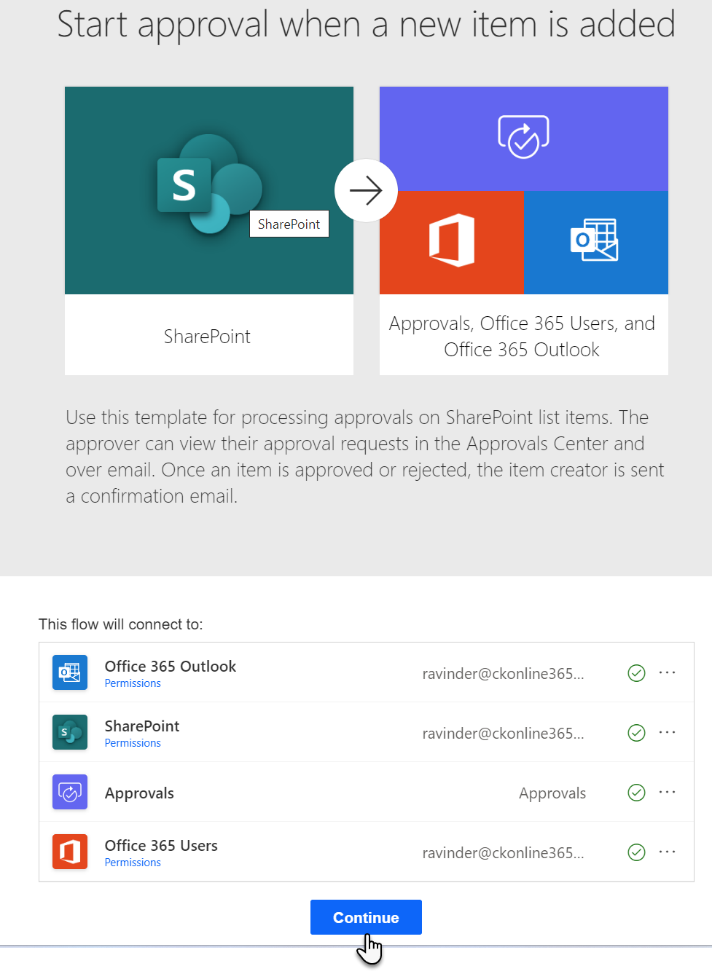 Start approval when a new item is added
S
SharePoint
SharePoint
Approvals, Office 365 Users, and
Office 365 Outlook
Use this template for processing approvals on SharePoint list items. The
approver can view their approval requests in the Approvals Center and
over email. Once an item is approved or rejected, the item creator is sent
a confirmation email.
This flow will connect to:
Office 365 Outlook
Permissions
ravinder@ckonline365...
SharePoint
Permissions
ravinder@ckonline365...
Approvals
Approvals
Office 365 Users
Permissions
ravinder@ckonline365...
Continue